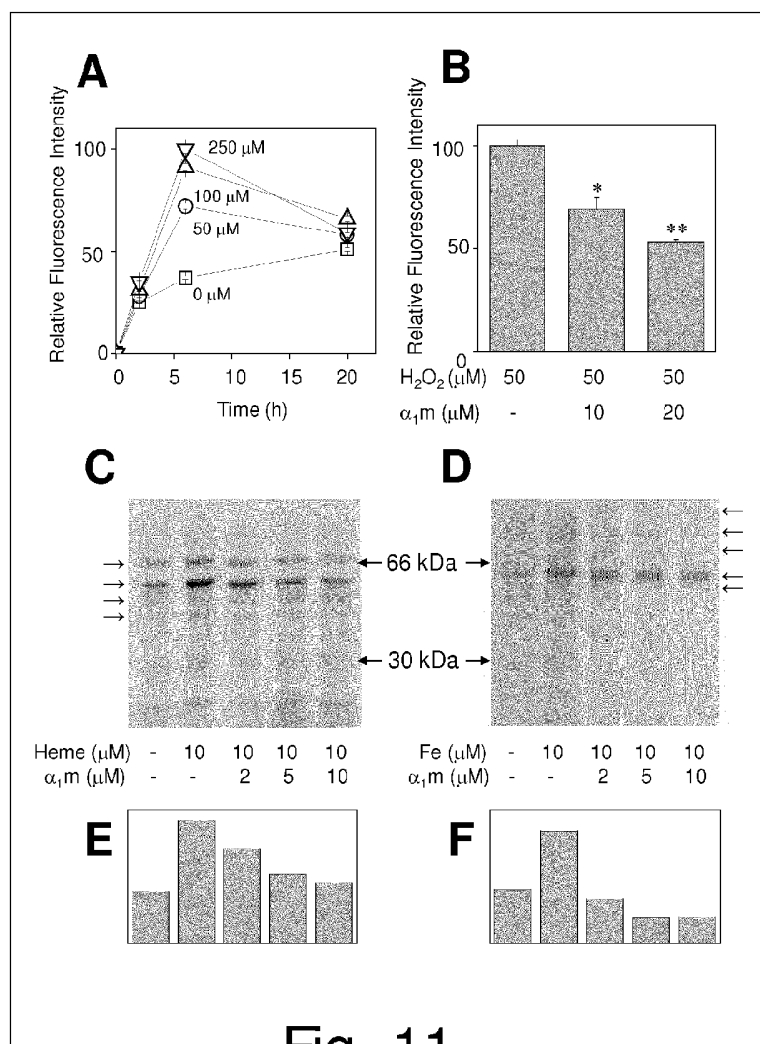 A
B
Relative Fluorescence Intensity
100
50
0
250 µM
100 µM
50 µM
0 µM
0 5 10 15 20
Time (h)
Relative Fluorescence Intensity
100
50
0
*
**
H₂O₂ (µM) 50 50 50
α₁m (µM) - 10 20
C
D
→
→
→
→
← 66 kDa →
← 30 kDa →
←
←
←
←
←
Heme (µM) - 10 10 10 10
α₁m (µM) - - 2 5 10
Fe (µM) - 10 10 10 10
α₁m (µM) - - 2 5 10
E
F
Fig. 11